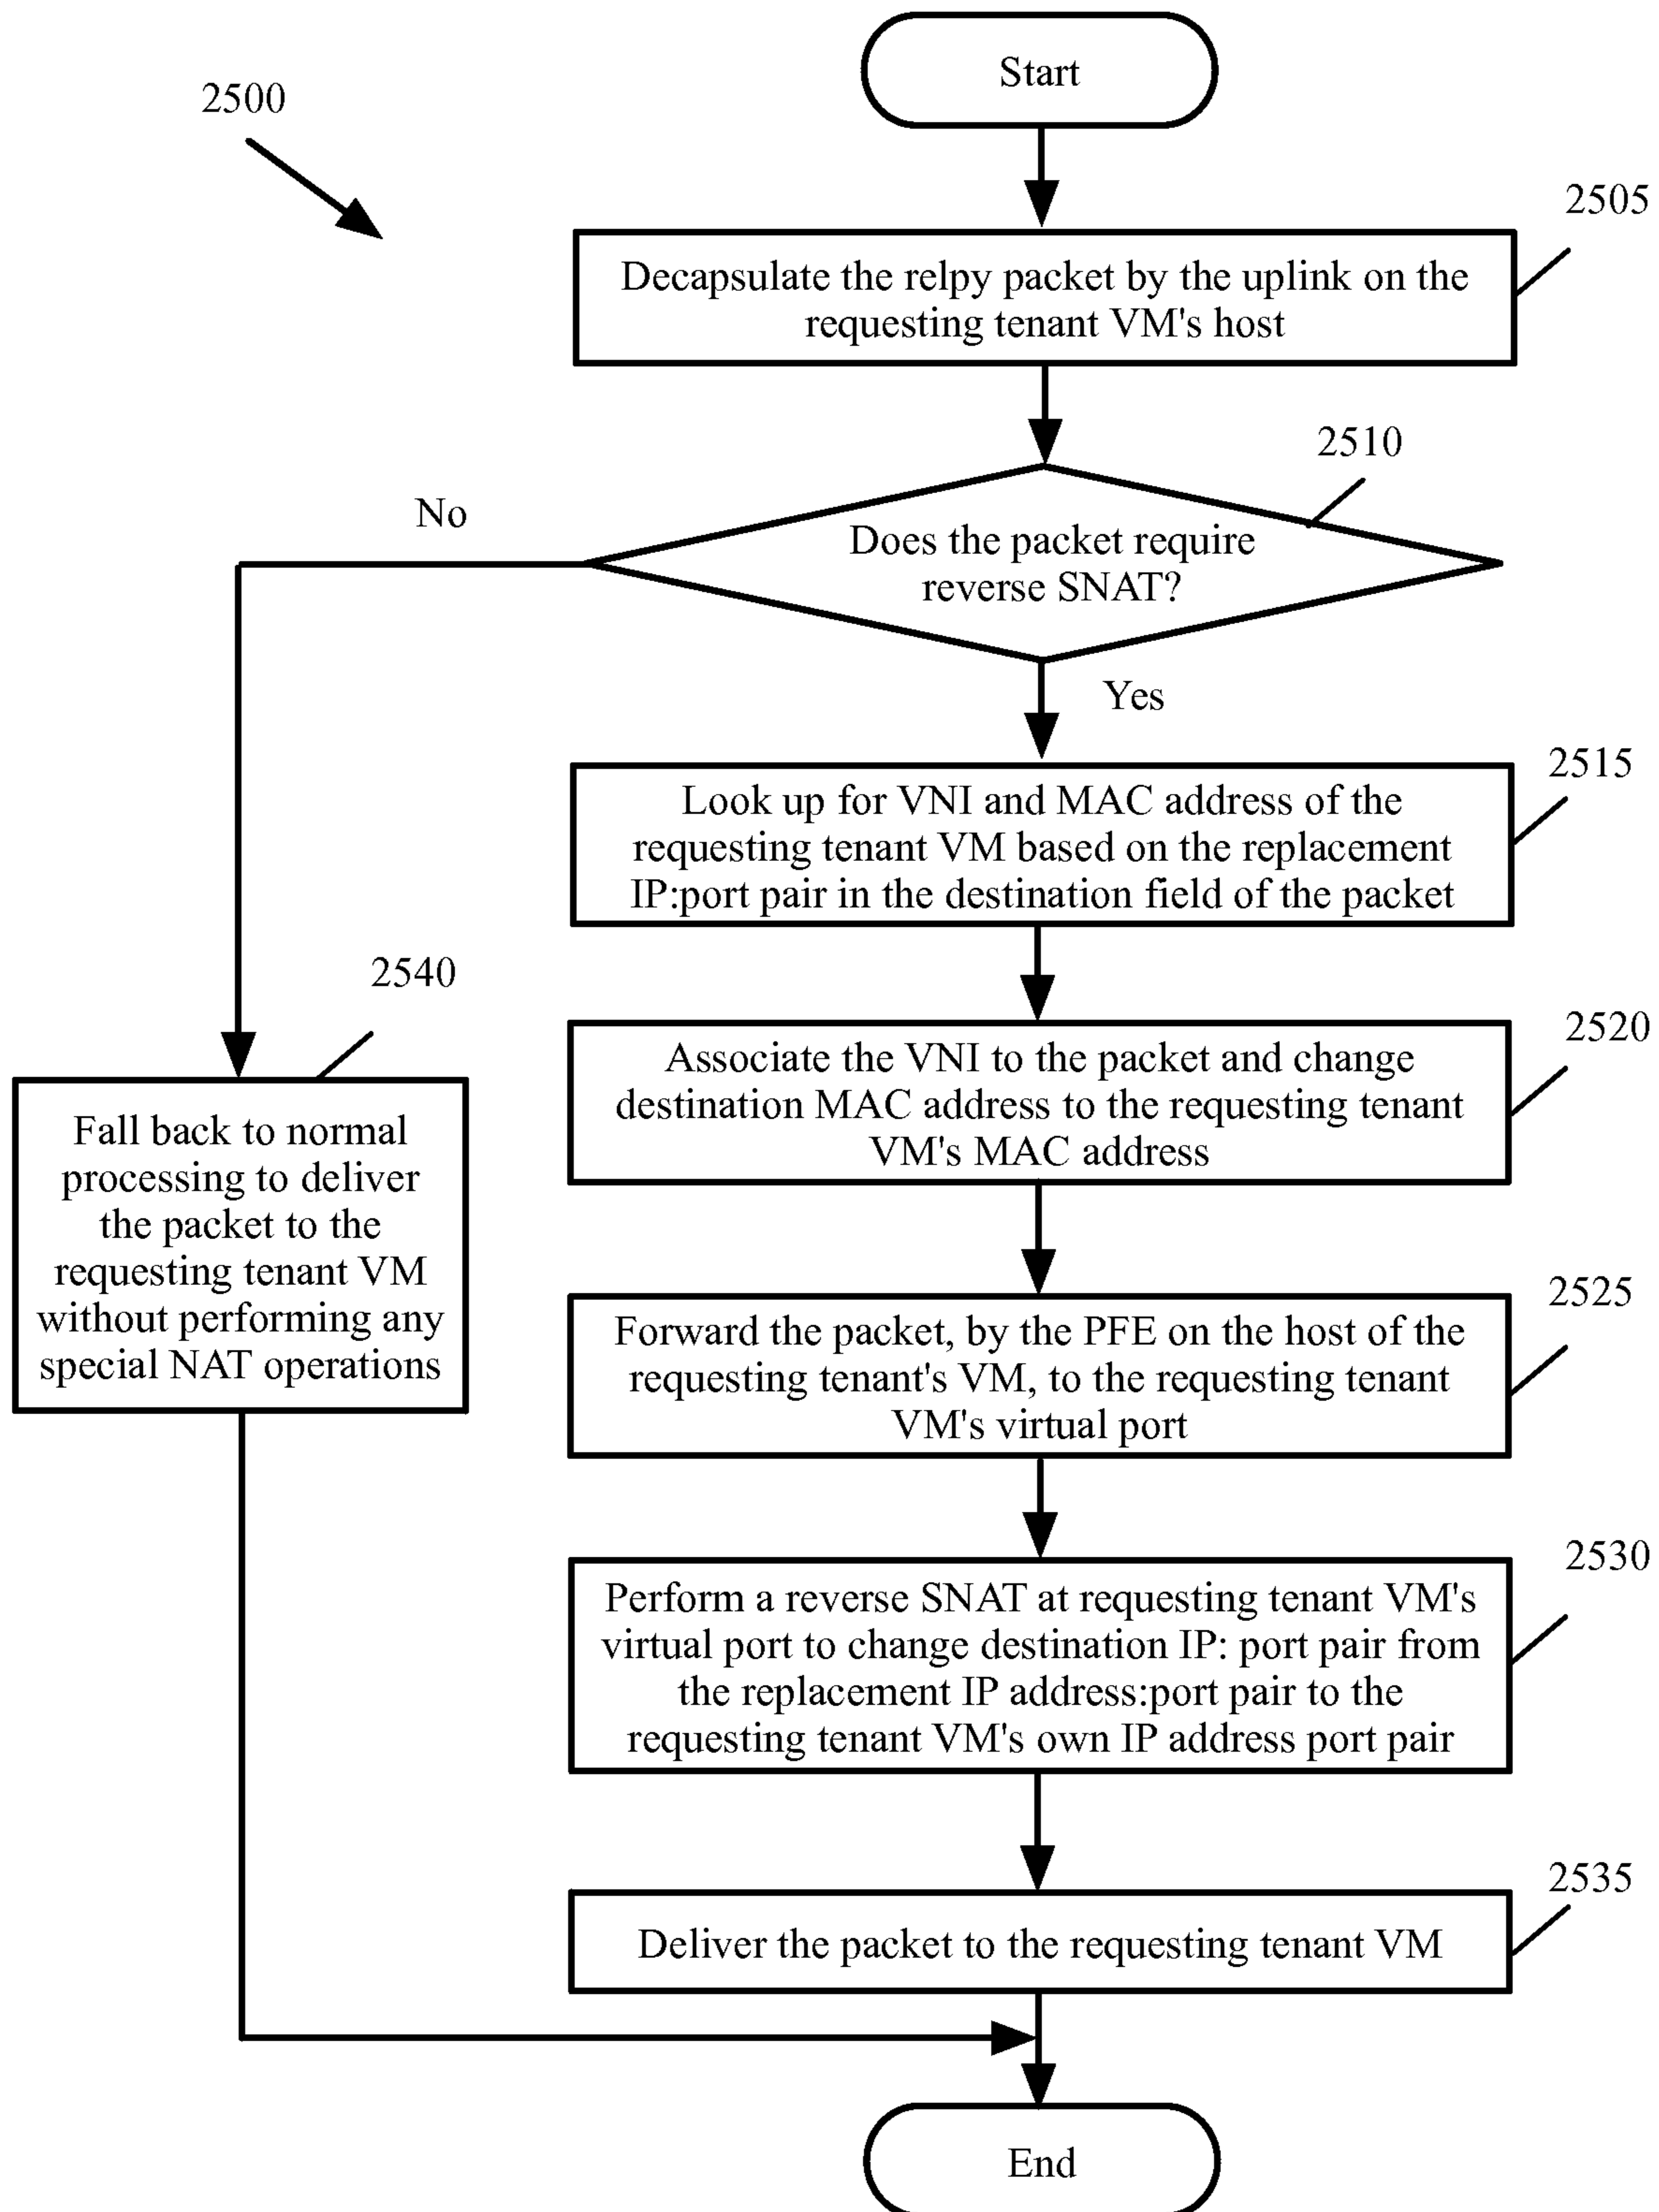 Start
2500
2505
Decapsulate the relpy packet by the uplink on the
requesting tenant VM's host
2510
No
Does the packet require
reverse SNAT?
Yes
2515
Look up for VNI and MAC address of the
requesting tenant VM based on the replacement
IP:port pair in the destination field of the packet
2540
2520
Associate the VNI to the packet and change
destination MAC address to the requesting tenant
VM's MAC address
Fall back to normal
processing to deliver
the packet to the
requesting tenant VM
without performing any
special NAT operations
2525
Forward the packet, by the PFE on the host of the
requesting tenant's VM, to the requesting tenant
VM's virtual port
2530
Perform a reverse SNAT at requesting tenant VM's
virtual port to change destination IP: port pair from
the replacement IP address:port pair to the
requesting tenant VM's own IP address port pair
2535
Deliver the packet to the requesting tenant VM
End